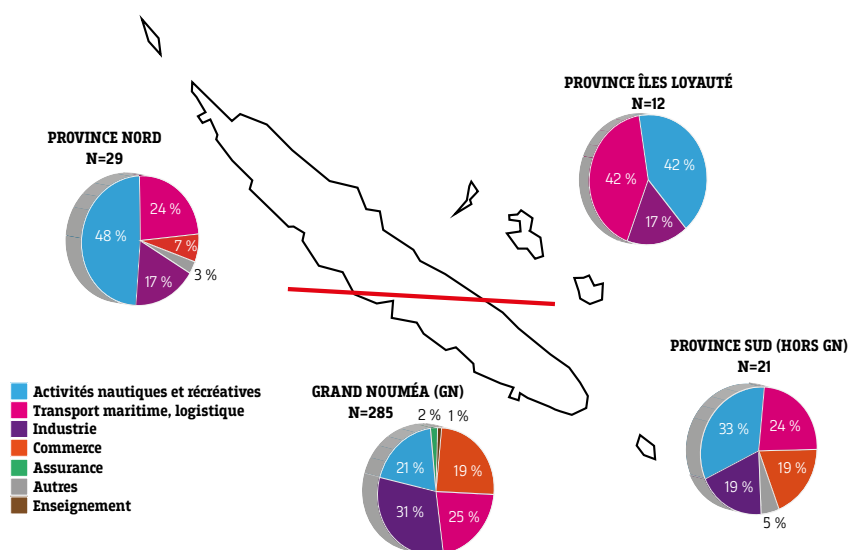 PROVINCE ÎLES LOYAUTÉ
N=12
42 %
42 %
17 %
PROVINCE NORD
N=29
24 %
48 %
7 %
3 %
17 %
PROVINCE SUD (HORS GN)
N=21
33 %
24 %
19 %
19 %
5 %
GRAND NOUMÉA (GN)
N=285
2 %
1 %
21 %
19 %
31 %
25 %
Activités nautiques et récréatives
Transport maritime, logistique
Industrie
Commerce
Assurance
Autres
Enseignement